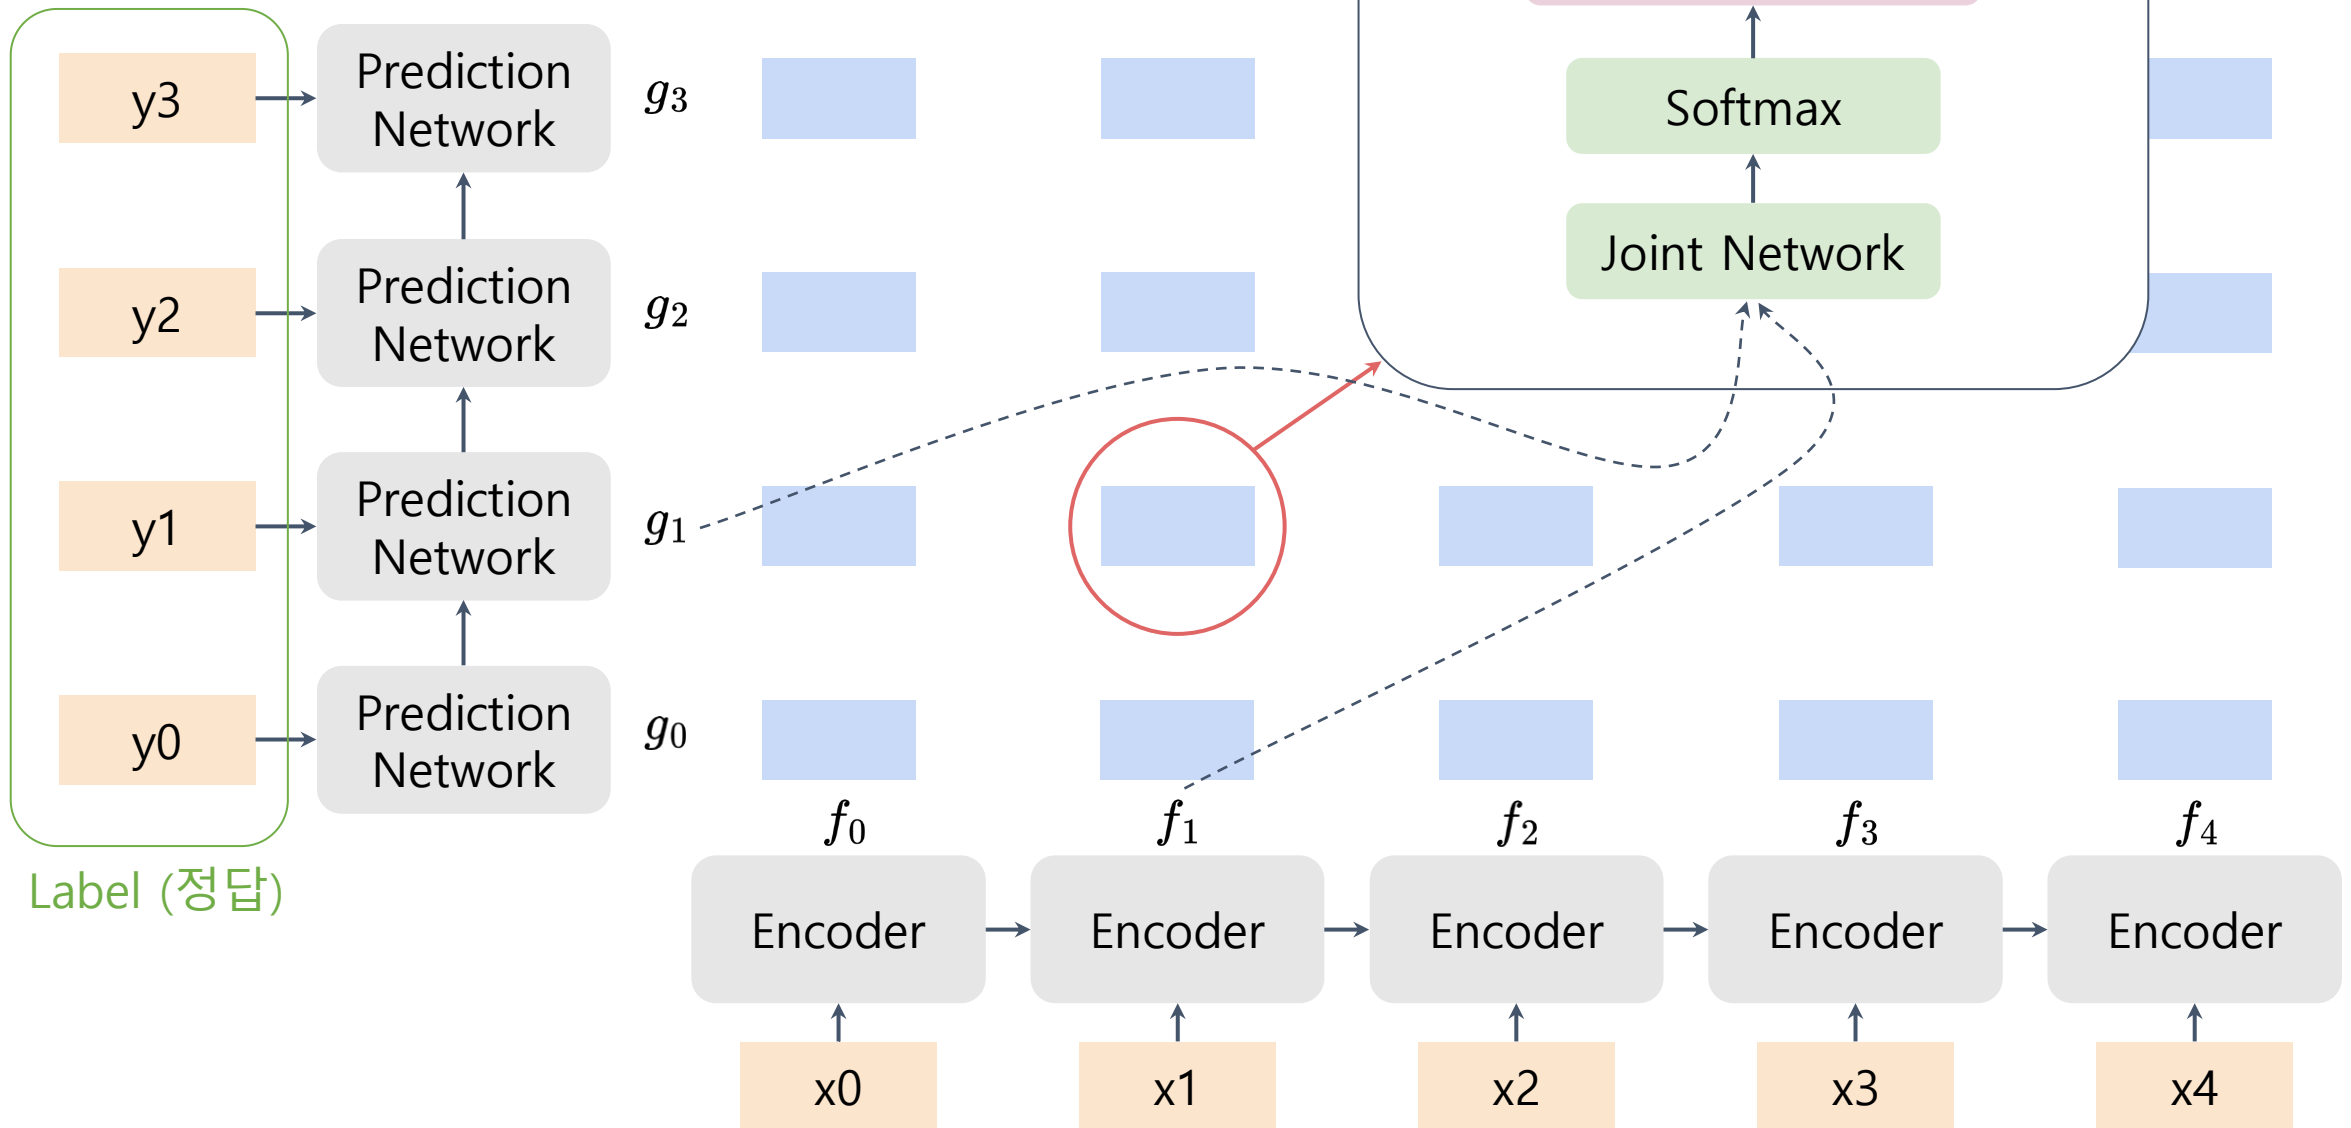 y3
Prediction
Network
g3
Softmax
Joint Network
y2
Prediction
Network
g2
y1
Prediction
Network
g1
y0
Prediction
Network
g0
f0
f1
f2
f3
f4
Label (정답)
Encoder
Encoder
Encoder
Encoder
Encoder
x0
x1
x2
x3
x4